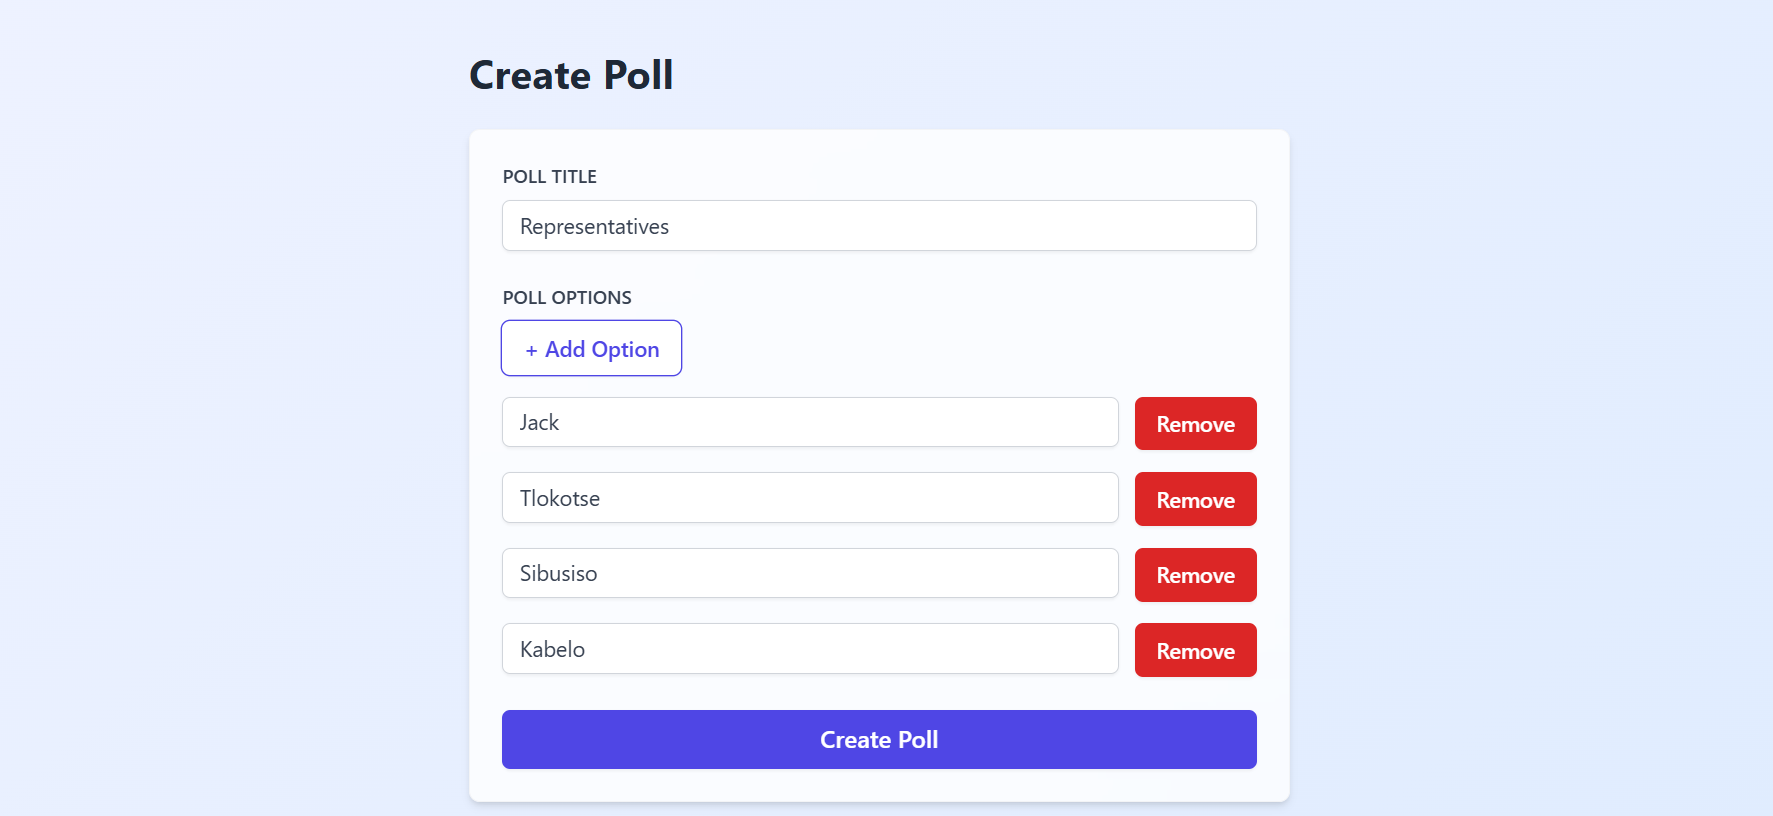 Create Poll
POLL TITLE
Representatives
POLL OPTIONS
+ Add Option
Jack
Remove
Tlokotse
Remove
Sibusiso
Remove
Kabelo
Remove
Create Poll